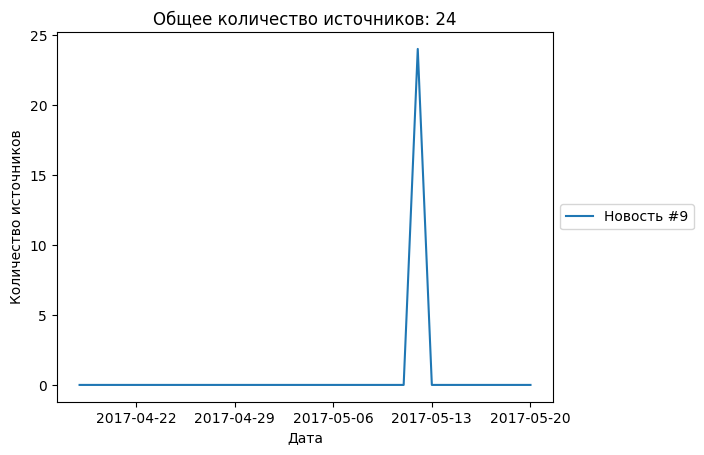 Общее количество источников: 24
25
20
15
10
5
0
Количество источников
2017-04-22
2017-04-29
2017-05-06
2017-05-13
2017-05-20
Дата
Новость #9